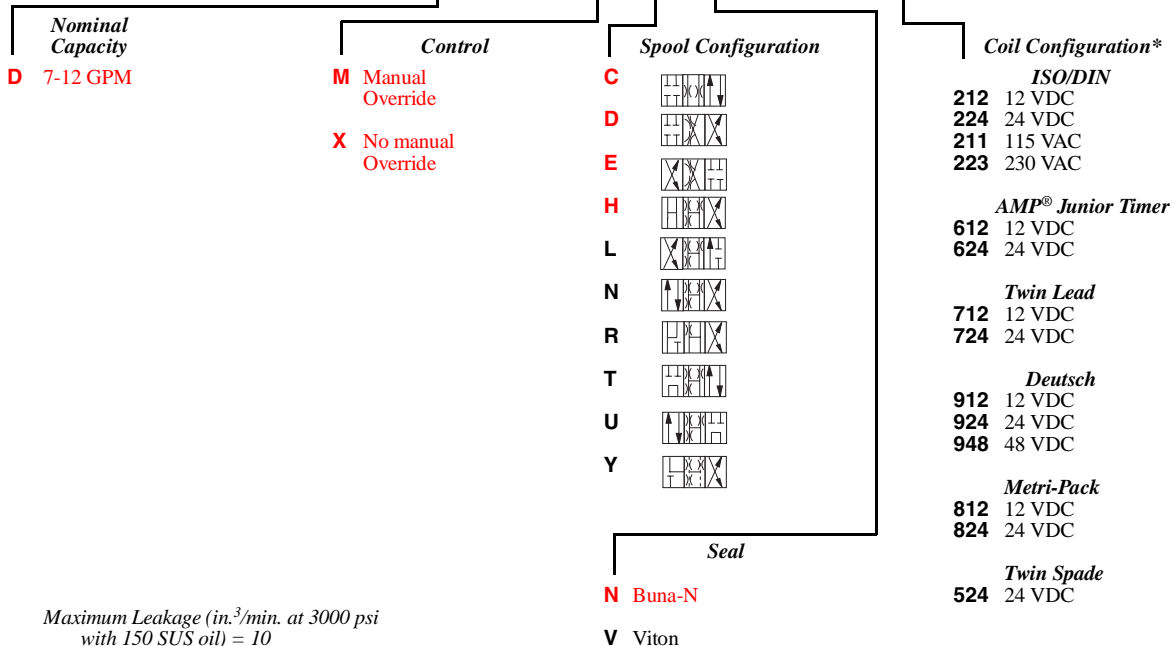 Nominal
Capacity
D 7-12 GPM
Control
M Manual
Override
X No manual
Override
Spool Configuration
C
D
E
H
L
N
R
T
U
Y
Seal
N Buna-N
V Viton
Coil Configuration*
ISO/DIN
212 12 VDC
224 24 VDC
211 115 VAC
223 230 VAC
AMP® Junior Timer
612 12 VDC
624 24 VDC
Twin Lead
712 12 VDC
724 24 VDC
Deutsch
912 12 VDC
924 24 VDC
948 48 VDC
Metri-Pack
812 12 VDC
824 24 VDC
Twin Spade
524 24 VDC
Maximum Leakage (in.³/min. at 3000 psi
with 150 SUS oil) = 10